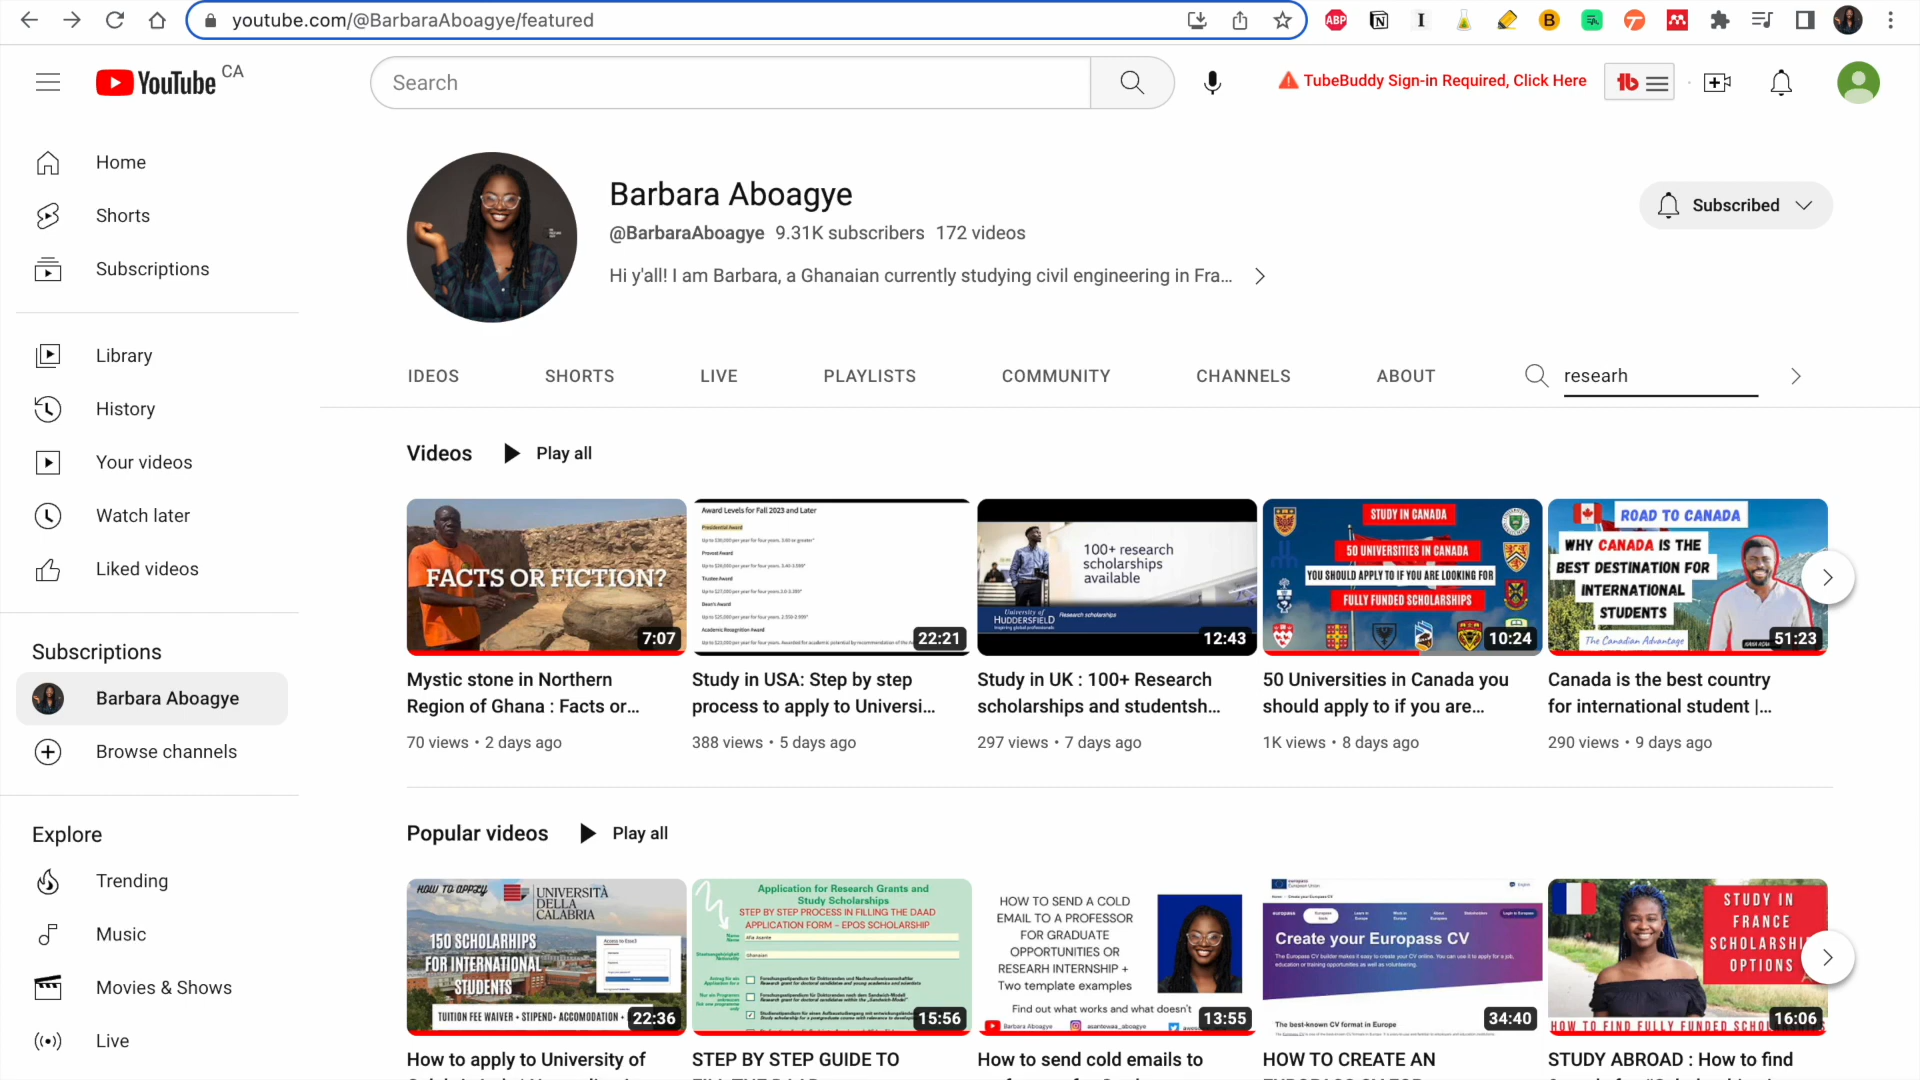 youtube.com/@BarbaraAboagye/featured
YouTube CA
Search
TubeBuddy Sign-in Required, Click Here
Home
Shorts
Subscriptions
Library
History
Your videos
Watch later
Liked videos
Subscriptions
Barbara Aboagye
Browse channels
Explore
Trending
Music
Movies & Shows
Live
Barbara Aboagye
@BarbaraAboagye 9.31K subscribers 172 videos
Hi y'all! I am Barbara, a Ghanaian currently studying civil engineering in Fra...
Subscribed
IDEOS SHORTS LIVE PLAYLISTS COMMUNITY CHANNELS ABOUT researh
Videos Play all
FACTS OR FICTION?
7:07
Mystic stone in Northern
Region of Ghana : Facts or...
70 views • 2 days ago
Award Levels for Fall 2023 and Later
Presidential Award
Provost Award
Trustee Award
Dean's Award
Academic Recognition Award
22:21
Study in USA: Step by step
process to apply to Universi...
388 views • 5 days ago
100+ research
scholarships
available
University of
HUDDERSFIELD
Inspiring global professionals
Research scholarships
12:43
Study in UK : 100+ Research
scholarships and studentsh...
297 views • 7 days ago
STUDY IN CANADA
50 UNIVERSITIES IN CANADA
YOU SHOULD APPLY TO IF YOU ARE LOOKING FOR
FULLY FUNDED SCHOLARSHIPS
10:24
50 Universities in Canada you
should apply to if you are...
1K views • 8 days ago
ROAD TO CANADA
WHY CANADA IS THE
BEST DESTINATION FOR
INTERNATIONAL
STUDENTS
The Canadian Advantage
51:23
Canada is the best country
for international student |...
290 views • 9 days ago
Popular videos Play all
HOW TO APPLY
UNIVERSITÀ
DELLA
CALABRIA
150 SCHOLARHIPS
FOR INTERNATIONAL
STUDENTS
TUITION FEE WAIVER + STIPEND+ ACCOMODATION +
22:36
How to apply to University of
Application for Research Grants and
Study Scholarships
STEP BY STEP PROCESS IN FILLING THE DAAD
APPLICATION FORM – EPOS SCHOLARSHIP
15:56
STEP BY STEP GUIDE TO
HOW TO SEND A COLD
EMAIL TO A PROFESSOR
FOR GRADUATE
OPPORTUNITIES OR
RESEARH INTERNSHIP +
Two template examples
Find out what works and what doesn't
Barbara Aboagye
asantewaa_aboagye
13:55
How to send cold emails to
Create your Europass CV
The best-known CV format in Europe
34:40
HOW TO CREATE AN
STUDY IN
FRANCE
SCHOLARSHI
OPTIONS
HOW TO FIND FULLY FUNDED SCHOL
16:06
STUDY ABROAD : How to find